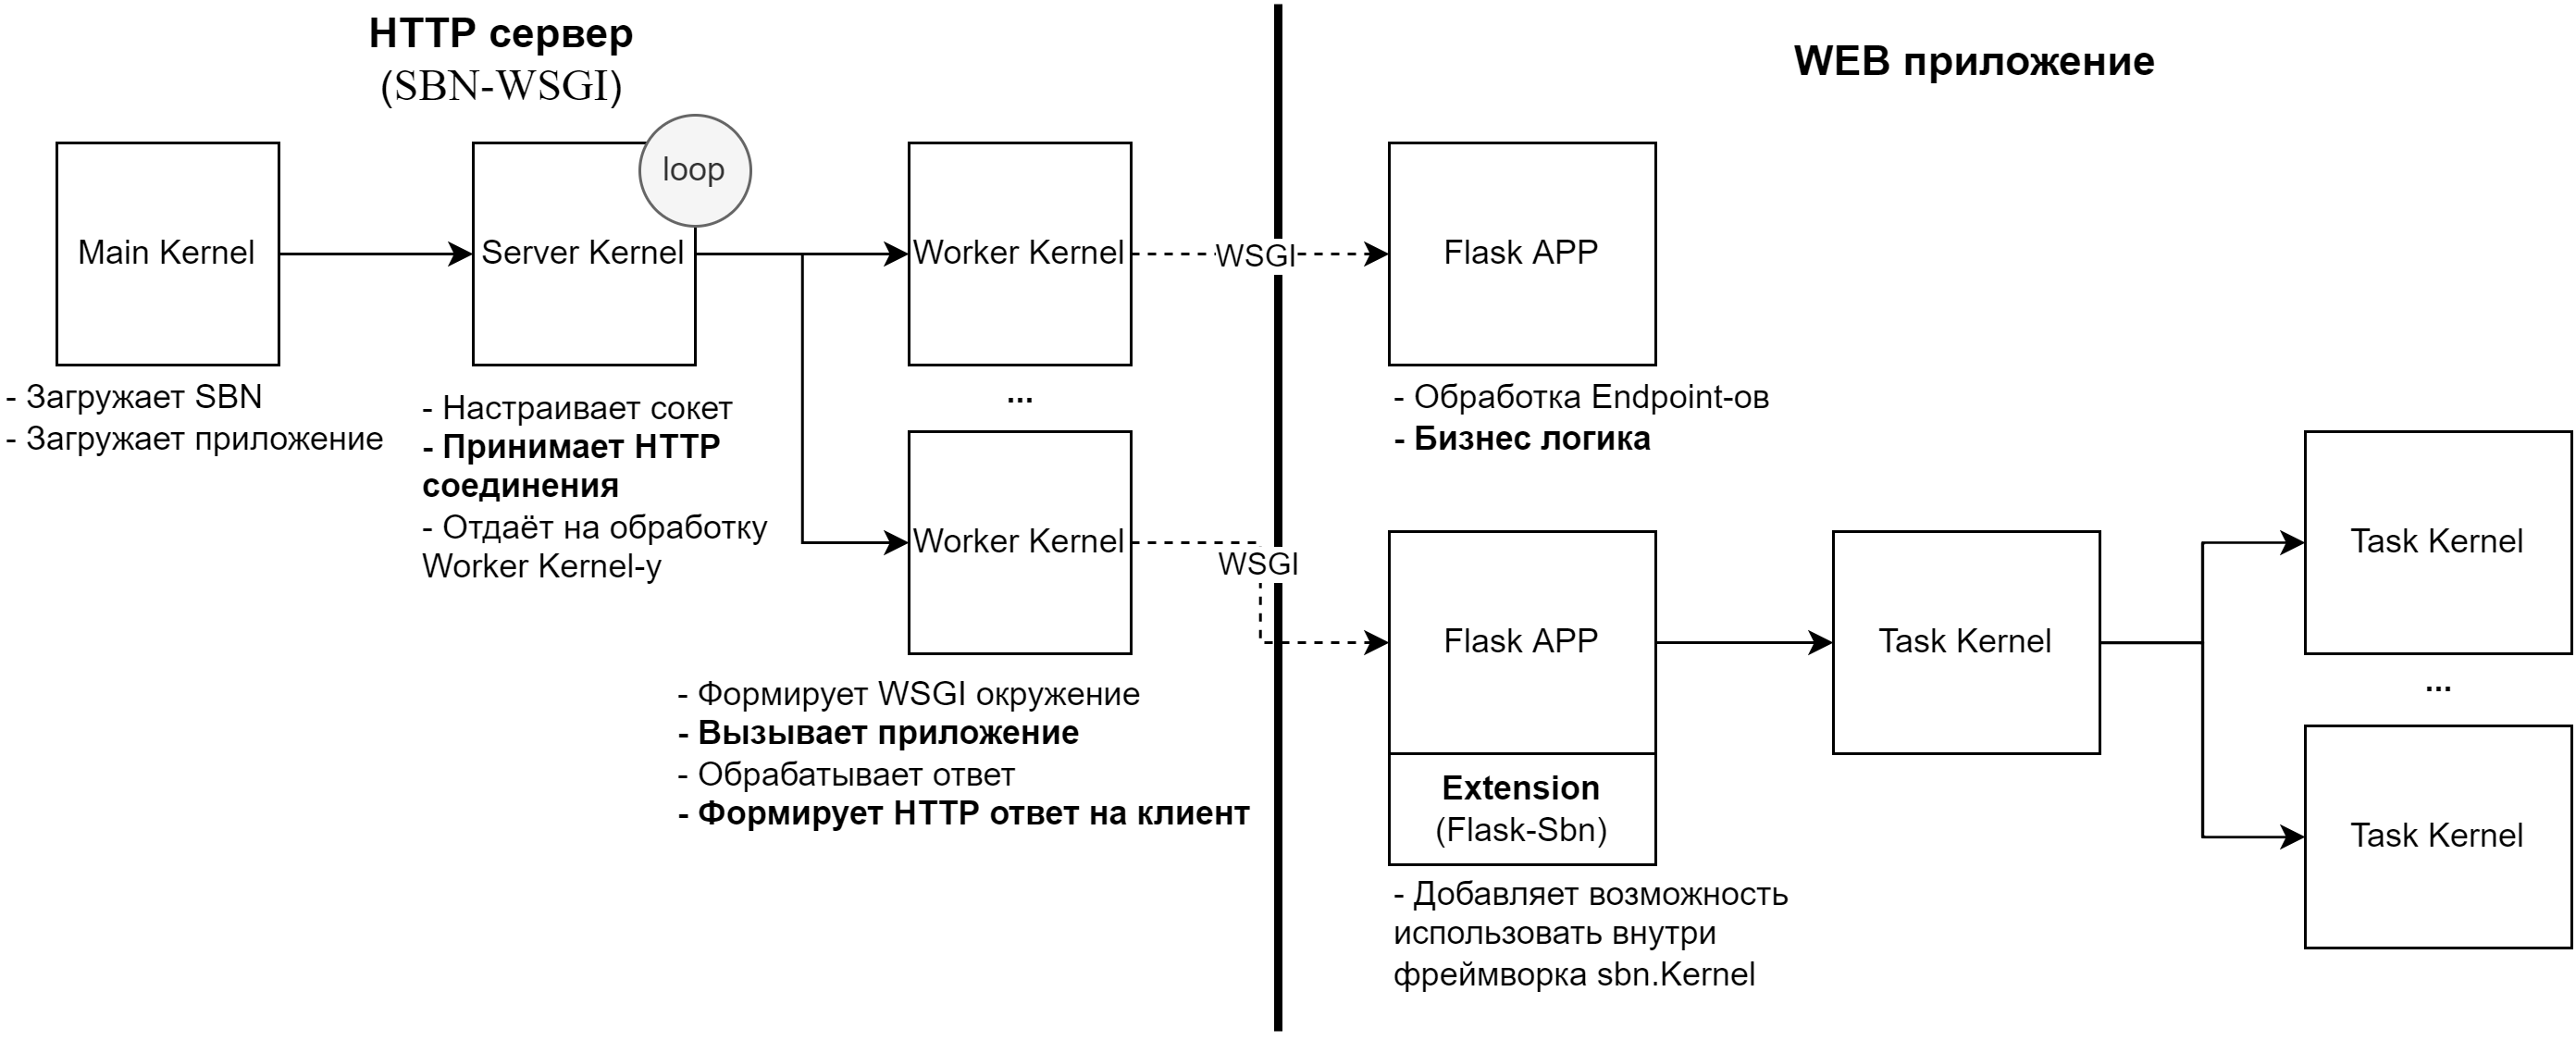 HTTP сервер
(SBN-WSGI)
WEB приложение
loop
Main Kernel
Server Kernel
Worker Kernel
WSGI
Flask APP
- Загружает SBN
- Загружает приложение
- Настраивает сокет
- Принимает HTTP
соединения
- Отдаёт на обработку
Worker Kernel-у
...
Worker Kernel
WSGI
- Формирует WSGI окружение
- Вызывает приложение
- Обрабатывает ответ
- Формирует HTTP ответ на клиент
- Обработка Endpoint-ов
- Бизнес логика
Flask APP
Extension
(Flask-Sbn)
- Добавляет возможность
использовать внутри
фреймворка sbn.Kernel
Task Kernel
Task Kernel
...
Task Kernel